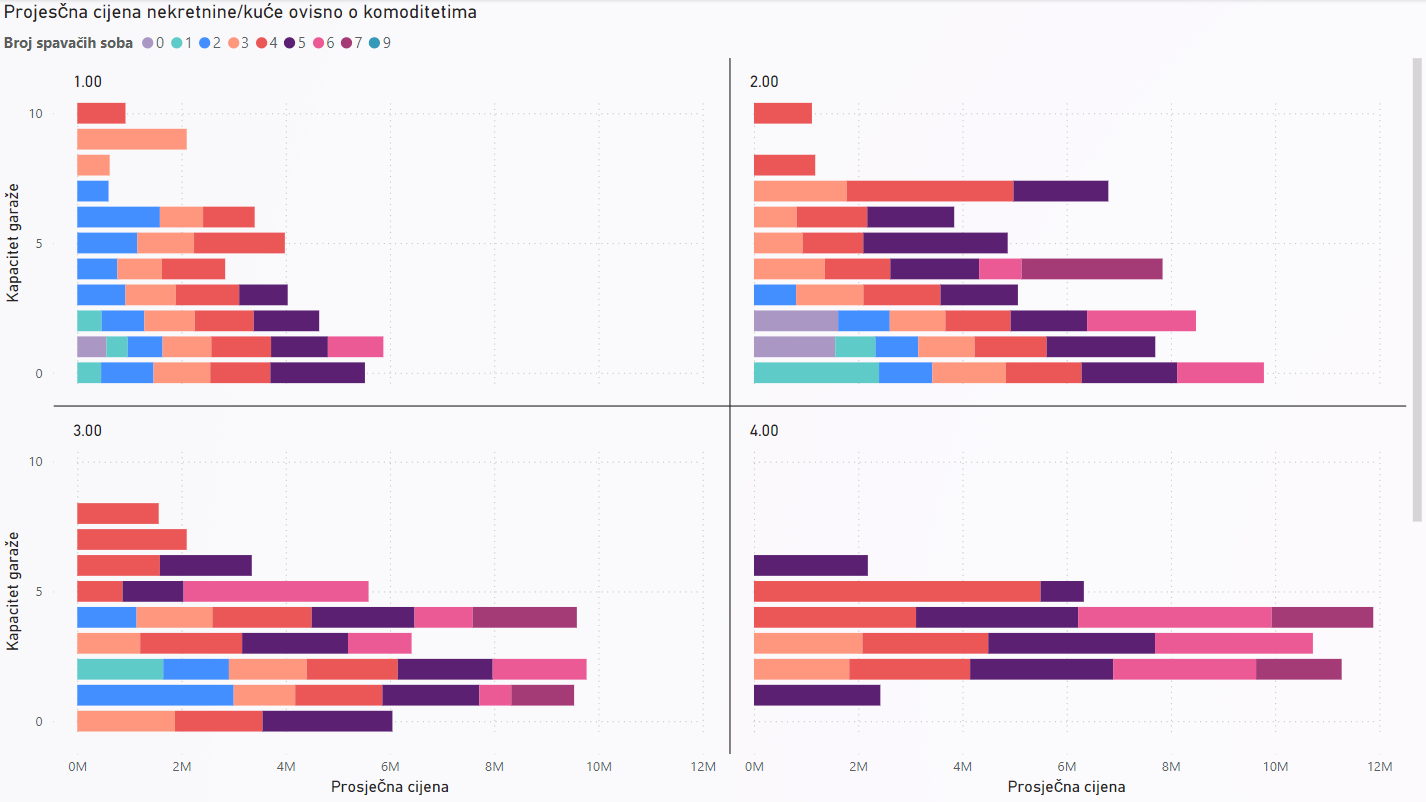 Projesčna cijena nekretnine/kuće ovisno o komoditetima
Broj spavačih soba 0 1 2 3 4 5 6 7 9
1.00
2.00
10
5
0
Kapacitet garaže
3.00
4.00
10
5
0
Kapacitet garaže
0M 2M 4M 6M 8M 10M 12M
0M 2M 4M 6M 8M 10M 12M
Prosječna cijena
Prosječna cijena